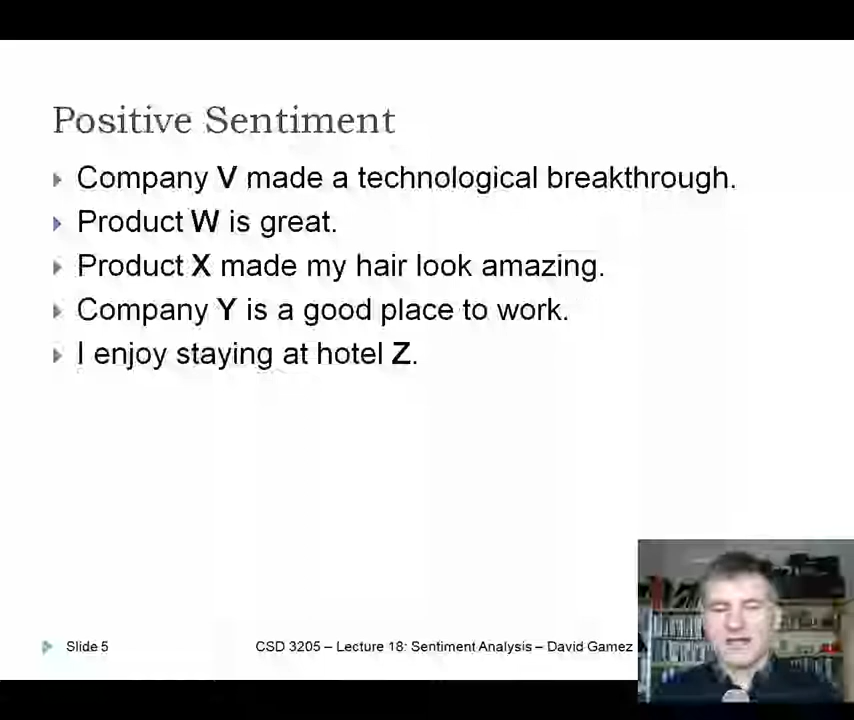 Positive Sentiment
Company V made a technological breakthrough.
Product W is great.
Product X made my hair look amazing.
Company Y is a good place to work.
I enjoy staying at hotel Z.
Slide 5
CSD 3205 – Lecture 18: Sentiment Analysis – David Gamez